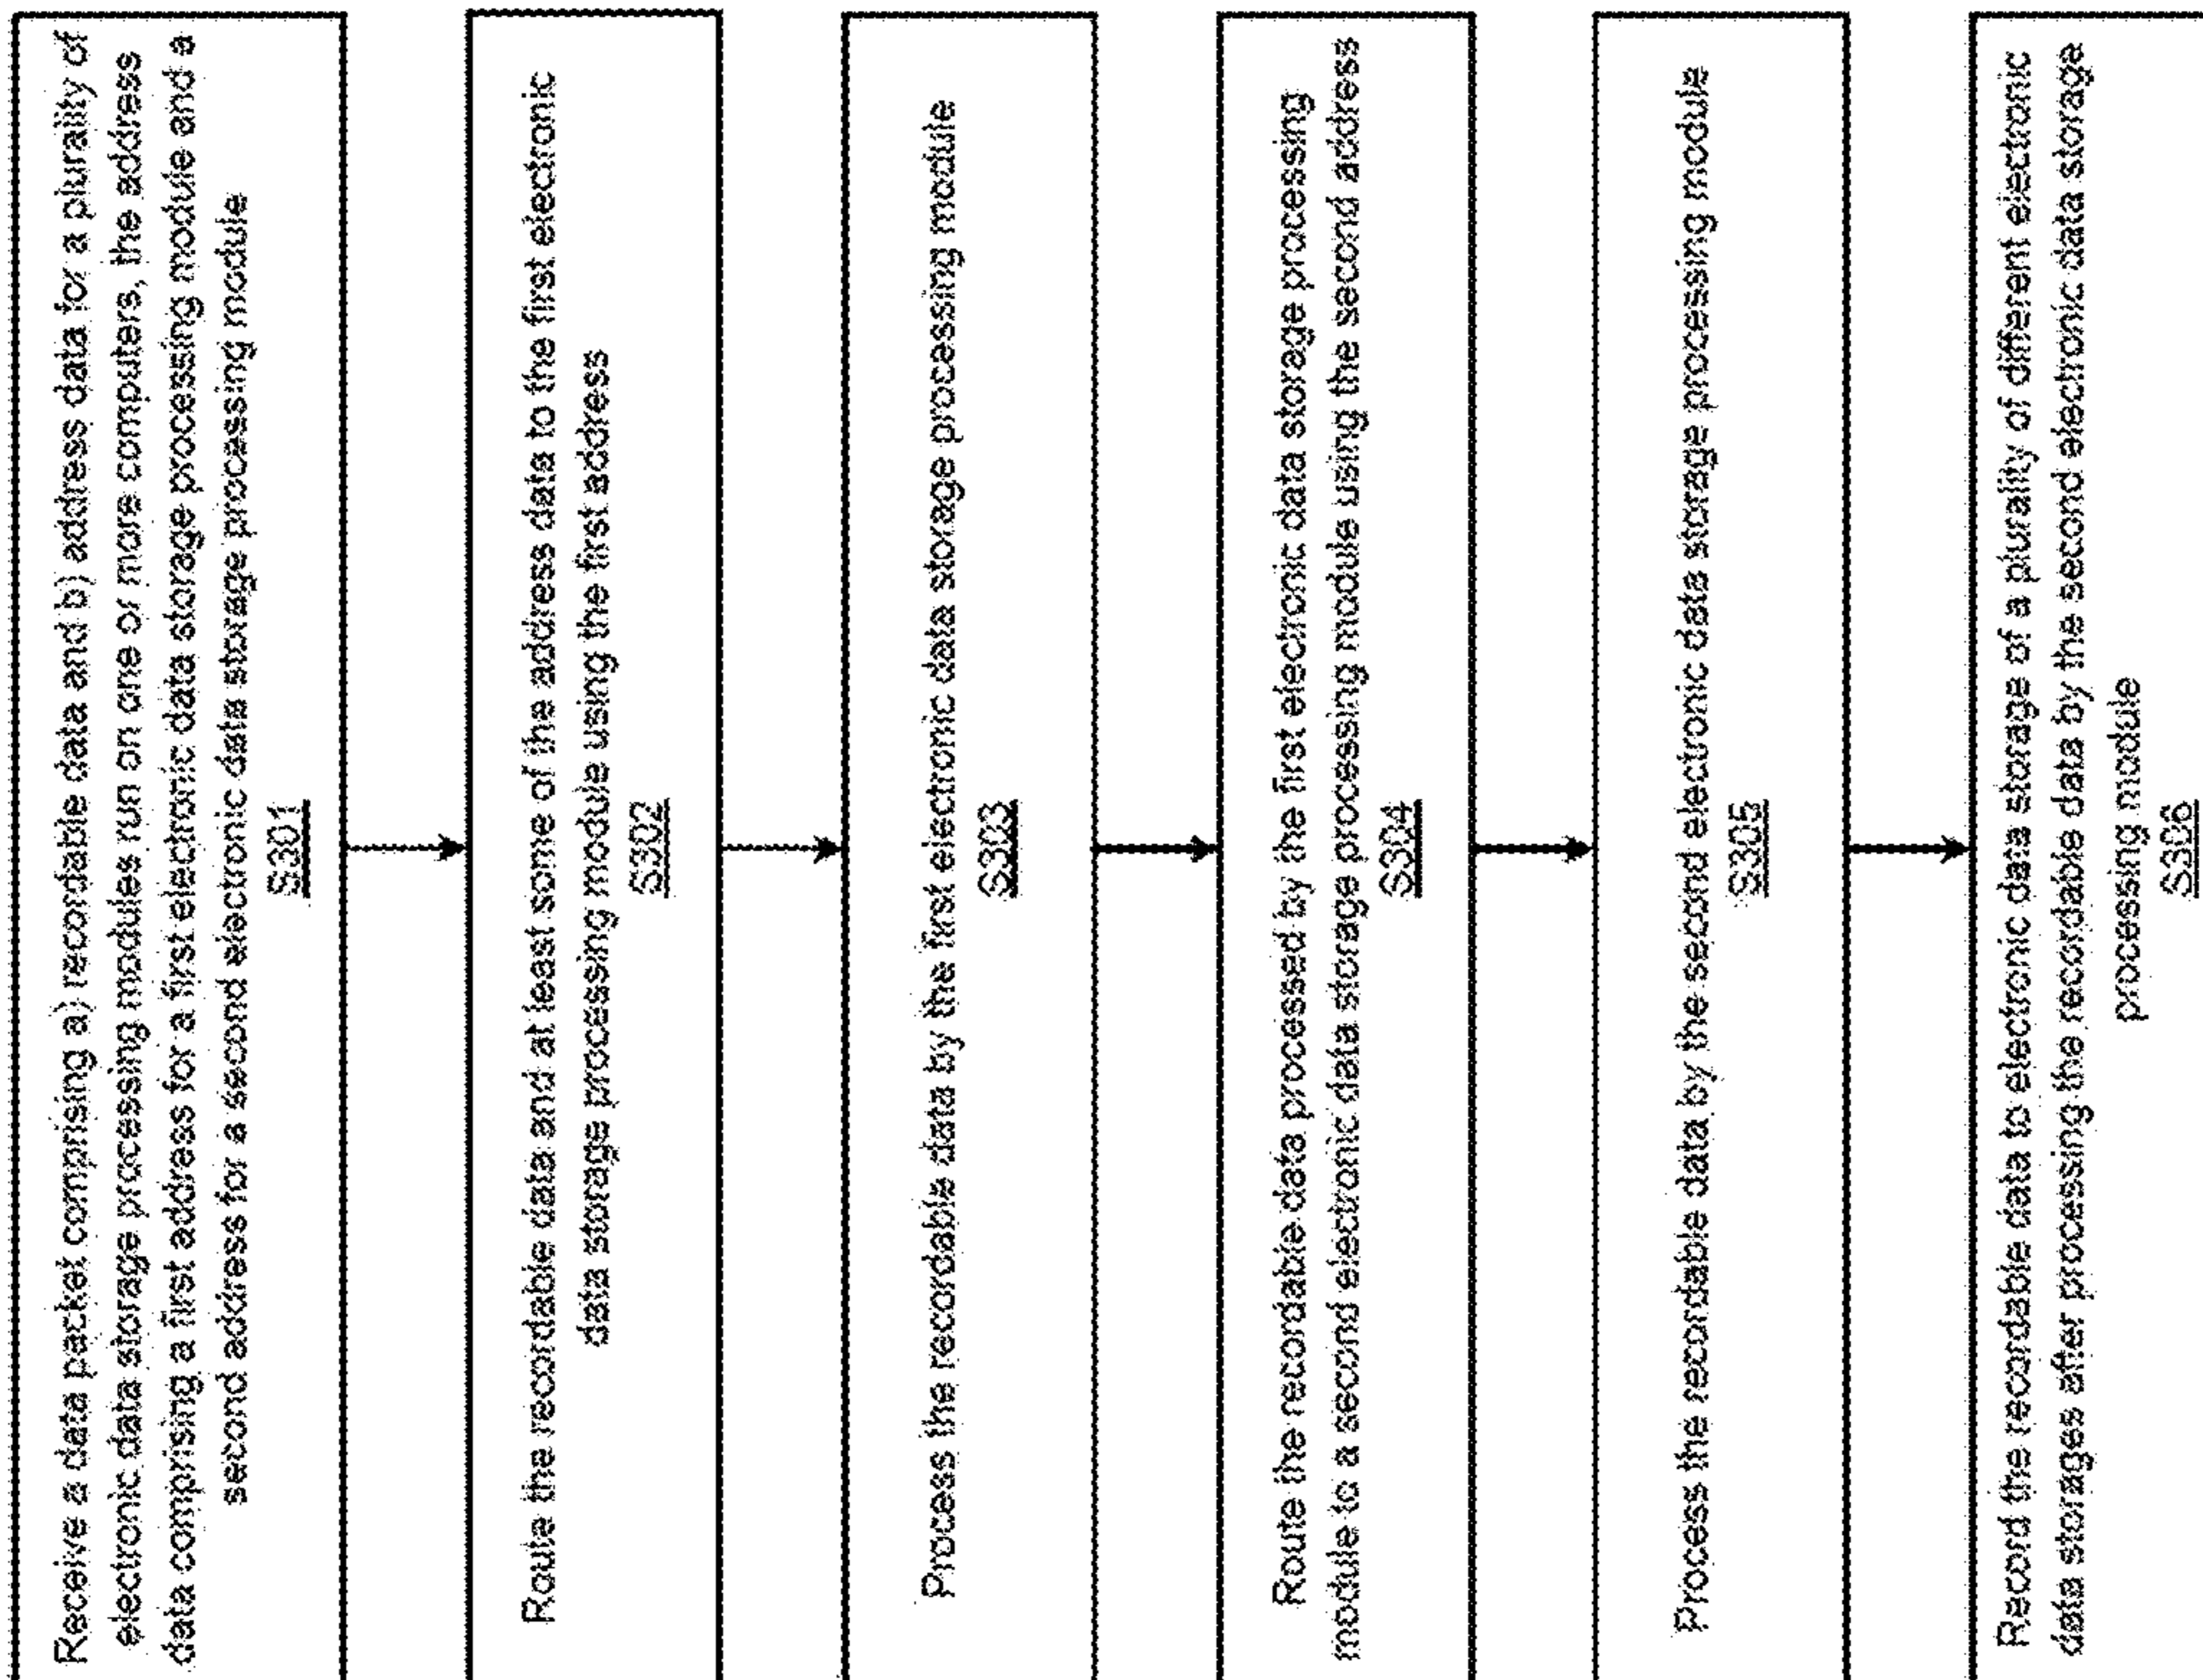 Receive a data packet comprising a) recordable data and b) address data for a plurality of
electronic data storage processing modules run on one or more computers, the address
data comprising a first address for a first electronic data storage processing module and a
second address for a second electronic data storage processing module
S301
Route the recordable data and at least some of the address data to the first electronic
data storage processing module using the first address
S302
Process the recordable data by the first electronic data storage processing module
S303
Route the recordable data processed by the first electronic data storage processing
module to a second electronic data storage processing module using the second address
S304
Process the recordable data by the second electronic data storage processing module
S305
Record the recordable data to electronic data storage of a plurality of different electronic
data storages after processing the recordable data by the second electronic data storage
processing module
S306